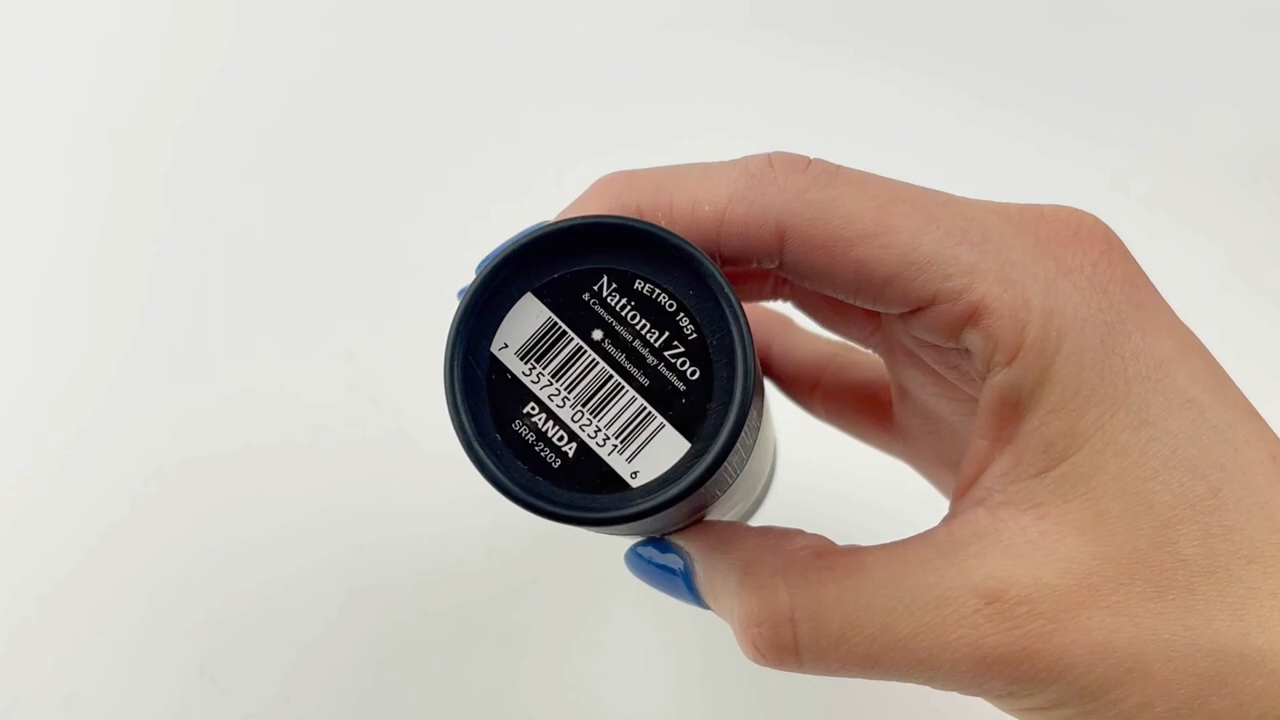 RETRO 1951
National Zoo
& Conservation Biology Institute
Smithsonian
7 35725 02331 6
PANDA
SRR-2203